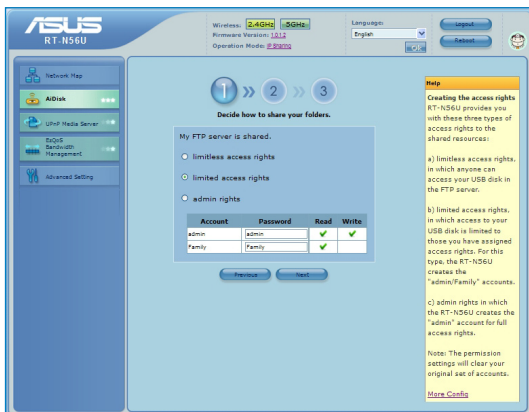 ASUS
RT-N56U
Wireless: 2.4GHz 5GHz
Firmware Version: 1.0.1.2
Operation Mode: IP Sharing
Language:
English
OK
Logout
Reboot
Network Map
AiDisk
UPnP Media Server
EzQoS
Bandwidth
Management
Advanced Setting
1 » 2 » 3
Decide how to share your folders.
My FTP server is shared.
limitless access rights
limited access rights
admin rights
Account Password Read Write
admin admin
Family Family
Previous Next
Help
Creating the access rights
RT-N56U provides you
with these three types of
access rights to the
shared resources:
a) limitless access rights,
in which anyone can
access your USB disk in
the FTP server.
b) limited access rights,
in which access to your
USB disk is limited to
those you have assigned
access rights. For this
type, the RT-N56U
creates the
"admin/Family" accounts.
c) admin rights in which
the RT-N56U creates the
"admin" account for full
access rights.
Note: The permission
settings will clear your
original set of accounts.
More Config